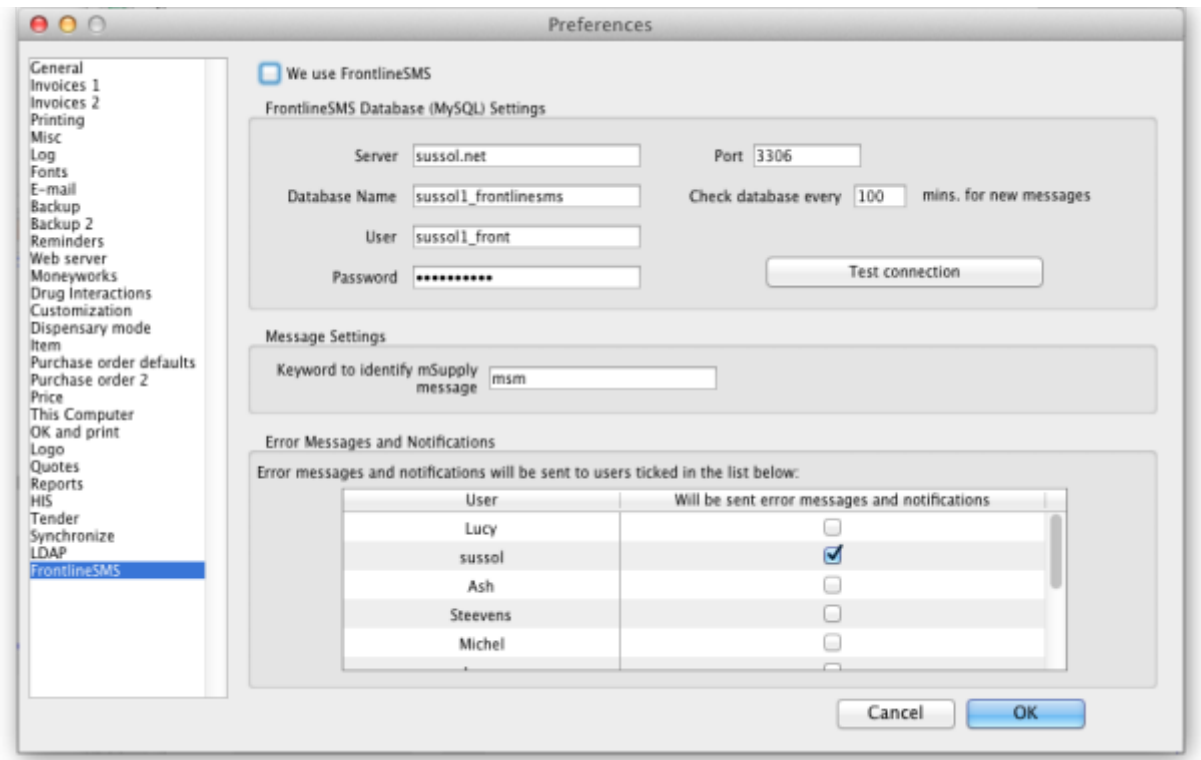 Preferences
General
Invoices 1
Invoices 2
Printing
Misc
Log
Fonts
E-mail
Backup
Backup 2
Reminders
Web server
Moneyworks
Drug Interactions
Customization
Dispensary mode
Item
Purchase order defaults
Purchase order 2
Price
This Computer
OK and print
Logo
Quotes
Reports
HIS
Tender
Synchronize
LDAP
FrontlineSMS
We use FrontlineSMS
FrontlineSMS Database (MySQL) Settings
Server sussol.net Port 3306
Database Name sussol1_frontlinesms Check database every 100 mins. for new messages
User sussol1_front
Password •••••••••• Test connection
Message Settings
Keyword to identify mSupply
message msm
Error Messages and Notifications
Error messages and notifications will be sent to users ticked in the list below:
User Will be sent error messages and notifications
Lucy
sussol
Ash
Steevens
Michel
Cancel OK